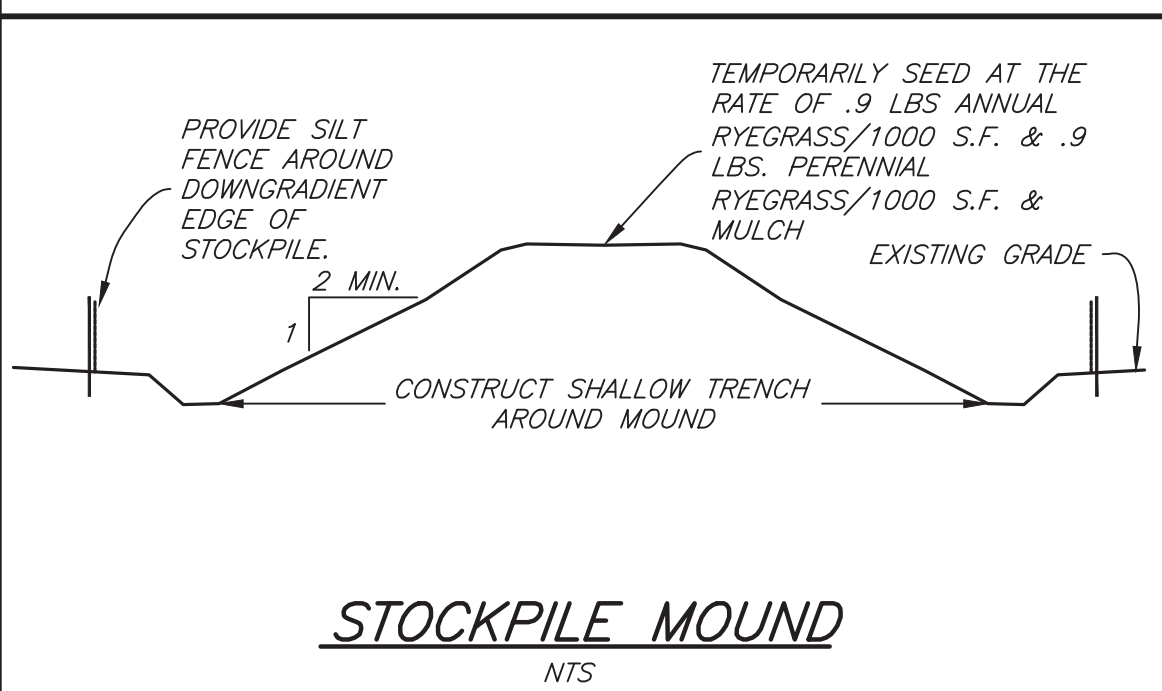 PROVIDE SILT
FENCE AROUND
DOWNGRADIENT
EDGE OF
STOCKPILE.
TEMPORARILY SEED AT THE
RATE OF .9 LBS ANNUAL
RYEGRASS/1000 S.F. & .9
LBS. PERENNIAL
RYEGRASS/1000 S.F. &
MULCH
EXISTING GRADE
2 MIN.
1
CONSTRUCT SHALLOW TRENCH
AROUND MOUND
STOCKPILE MOUND
NTS